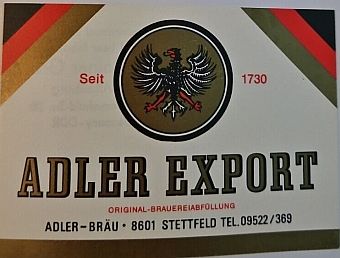 Seit 1730
ADLER EXPORT
ORIGINAL-BRAUEREIABFÜLLUNG
ADLER-BRÄU • 8601 STETTFELD TEL.09522/369